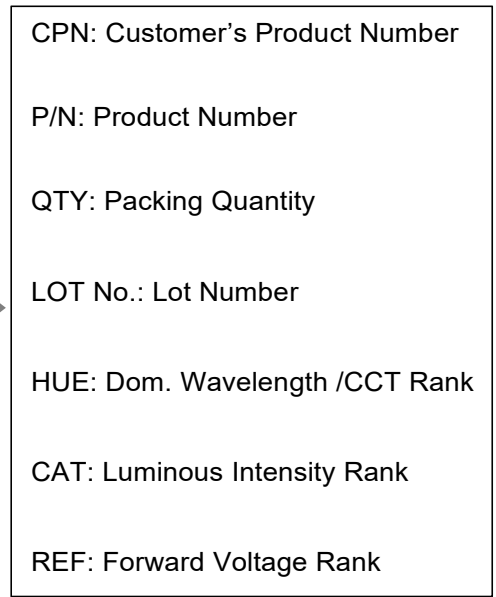 CPN: Customer’s Product Number
P/N: Product Number
QTY: Packing Quantity
LOT No.: Lot Number
HUE: Dom. Wavelength /CCT Rank
CAT: Luminous Intensity Rank
REF: Forward Voltage Rank